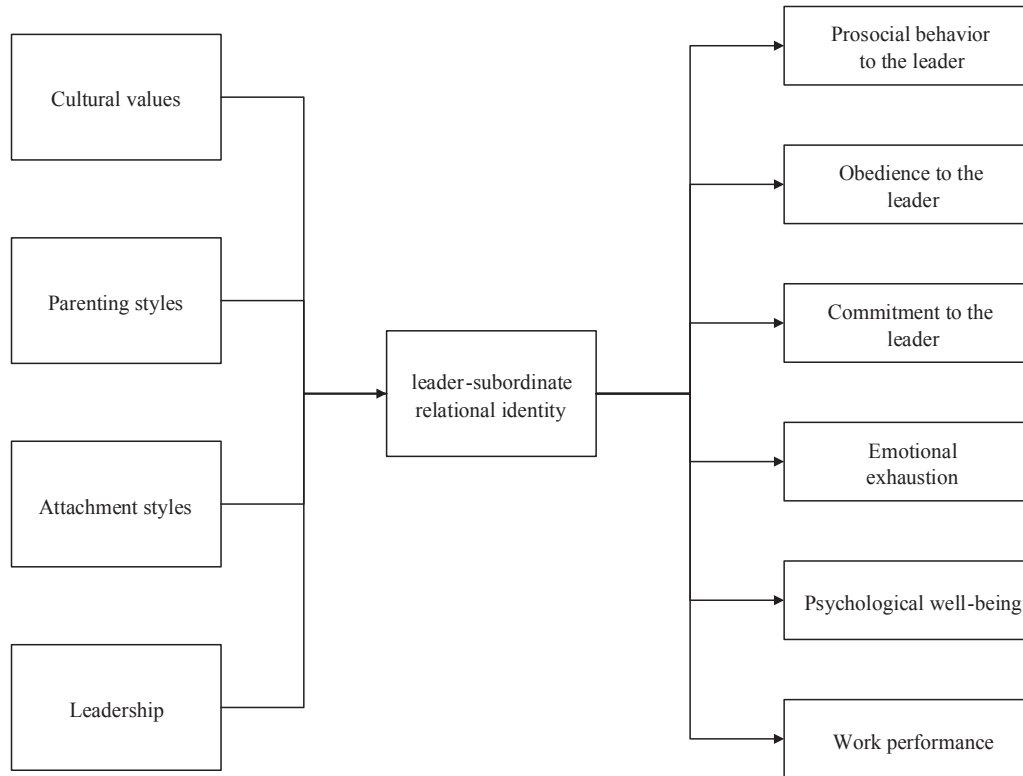 Cultural values
Parenting styles
Attachment styles
Leadership
leader-subordinate
relational identity
Prosocial behavior
to the leader
Obedience to the
leader
Commitment to the
leader
Emotional
exhaustion
Psychological well-being
Work performance